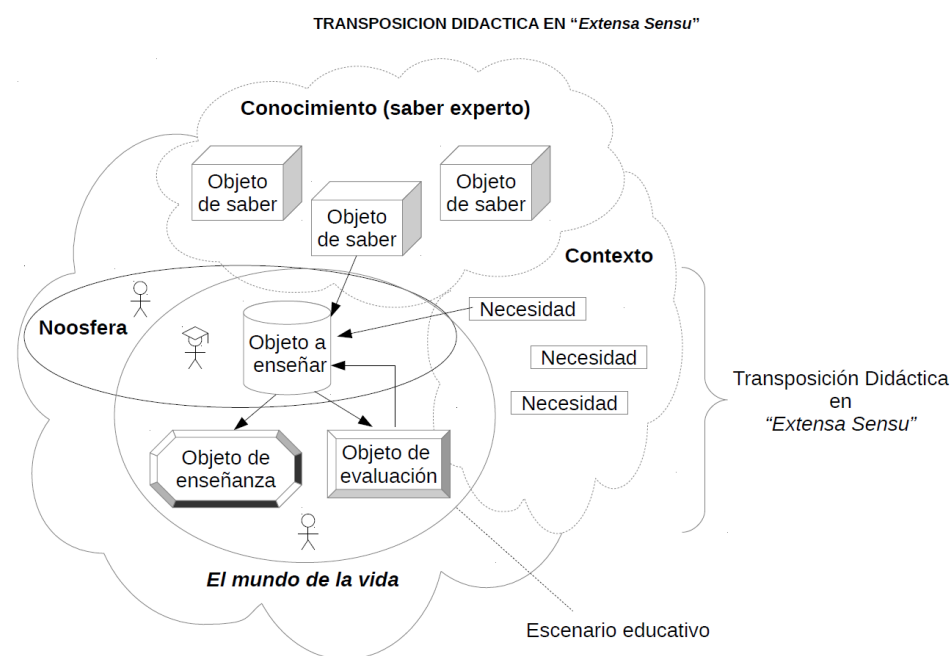 TRANSPOSICION DIDACTICA EN “Extensa Sensu”
Conocimiento (saber experto)
Objeto
de saber
Objeto
de saber
Objeto
de saber
Contexto
Noosfera
Objeto a
enseñar
Necesidad
Necesidad
Necesidad
Transposición Didáctica
en
“Extensa Sensu”
Objeto de
enseñanza
Objeto de
evaluación
El mundo de la vida
Escenario educativo